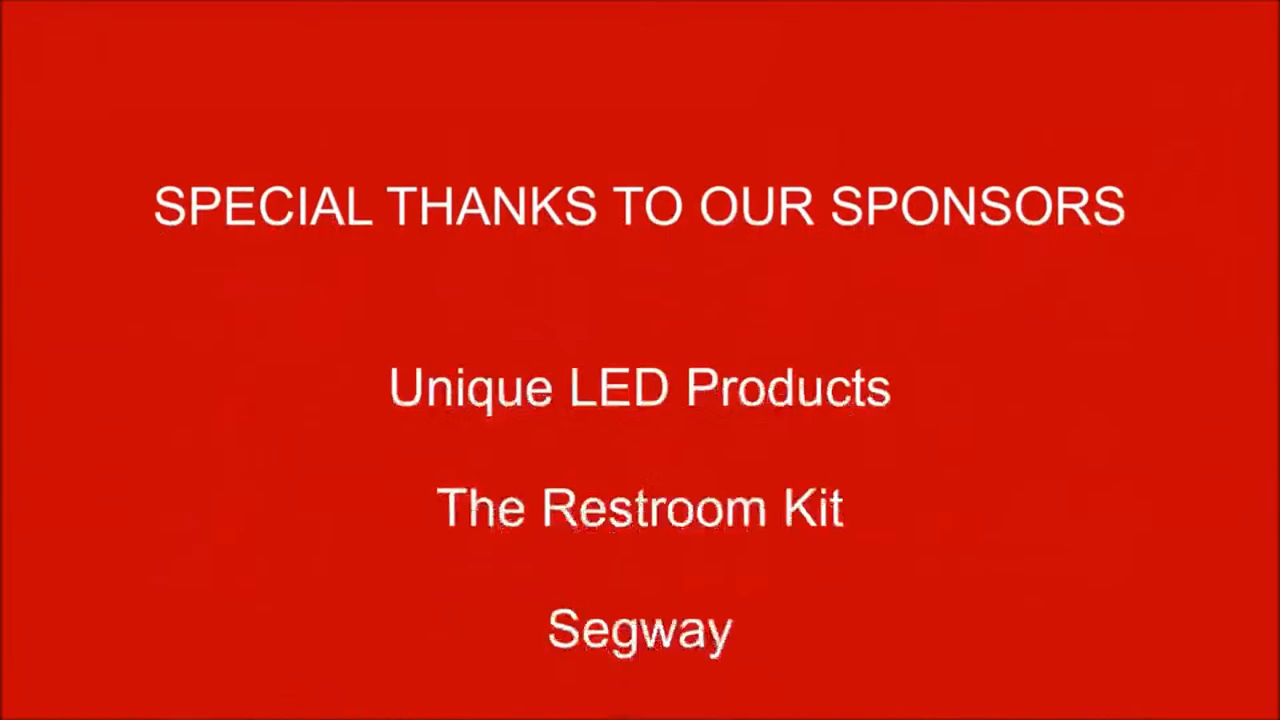 SPECIAL THANKS TO OUR SPONSORS
Unique LED Products
The Restroom Kit
Segway